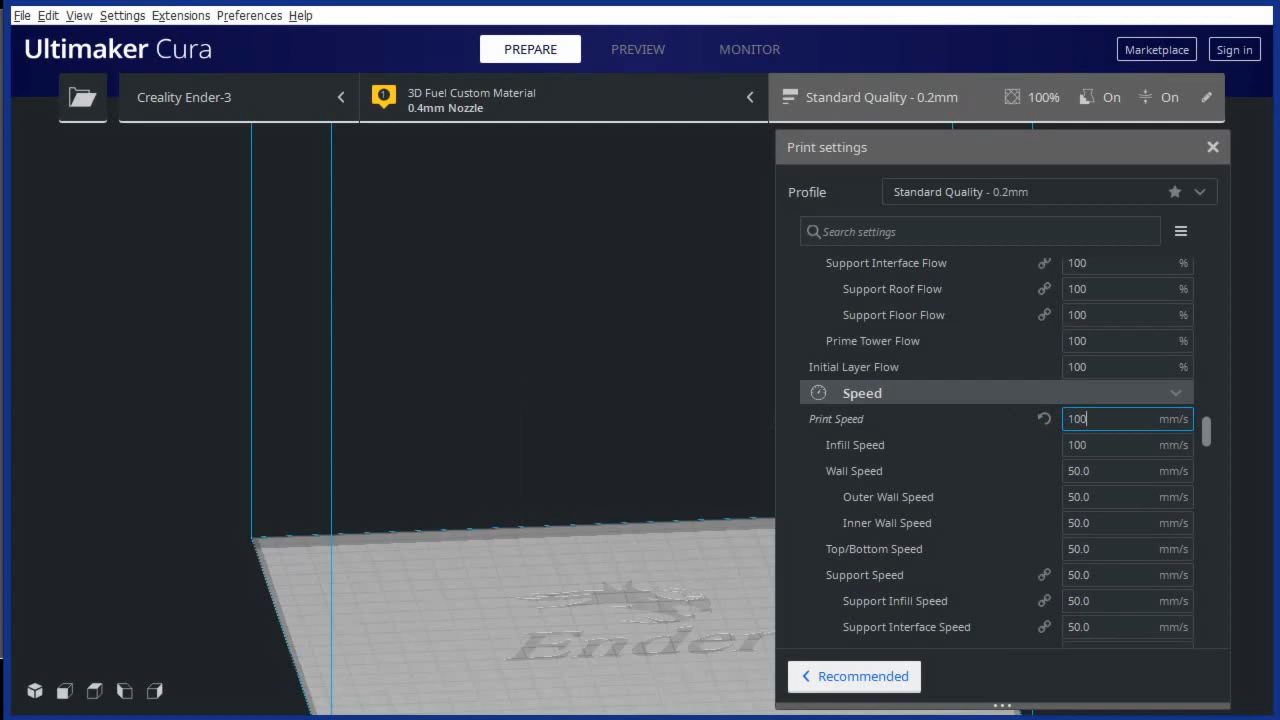 File Edit View Settings Extensions Preferences Help
Ultimaker Cura
PREPARE
PREVIEW
MONITOR
Marketplace
Sign in
Creality Ender-3
1
3D Fuel Custom Material
0.4mm Nozzle
Standard Quality - 0.2mm
100%
On
On
Print settings
Profile
Standard Quality - 0.2mm
Search settings
Support Interface Flow 100 %
Support Roof Flow 100 %
Support Floor Flow 100 %
Prime Tower Flow 100 %
Initial Layer Flow 100 %
Speed
Print Speed 100 mm/s
Infill Speed 100 mm/s
Wall Speed 50.0 mm/s
Outer Wall Speed 50.0 mm/s
Inner Wall Speed 50.0 mm/s
Top/Bottom Speed 50.0 mm/s
Support Speed 50.0 mm/s
Support Infill Speed 50.0 mm/s
Support Interface Speed 50.0 mm/s
Recommended
Ender